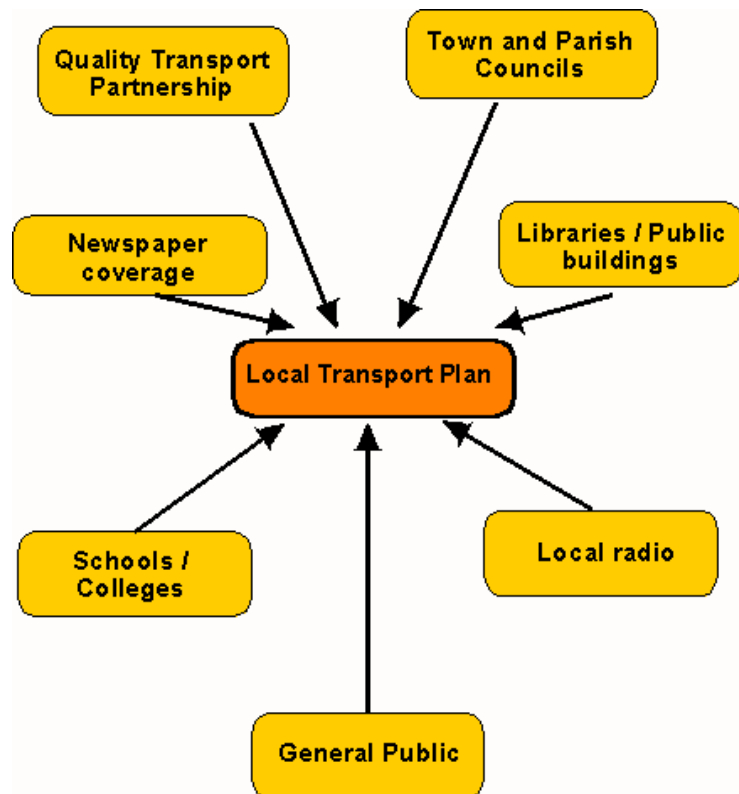 Quality Transport
Partnership
Town and Parish
Councils
Newspaper
coverage
Libraries / Public
buildings
Local Transport Plan
Schools /
Colleges
Local radio
General Public